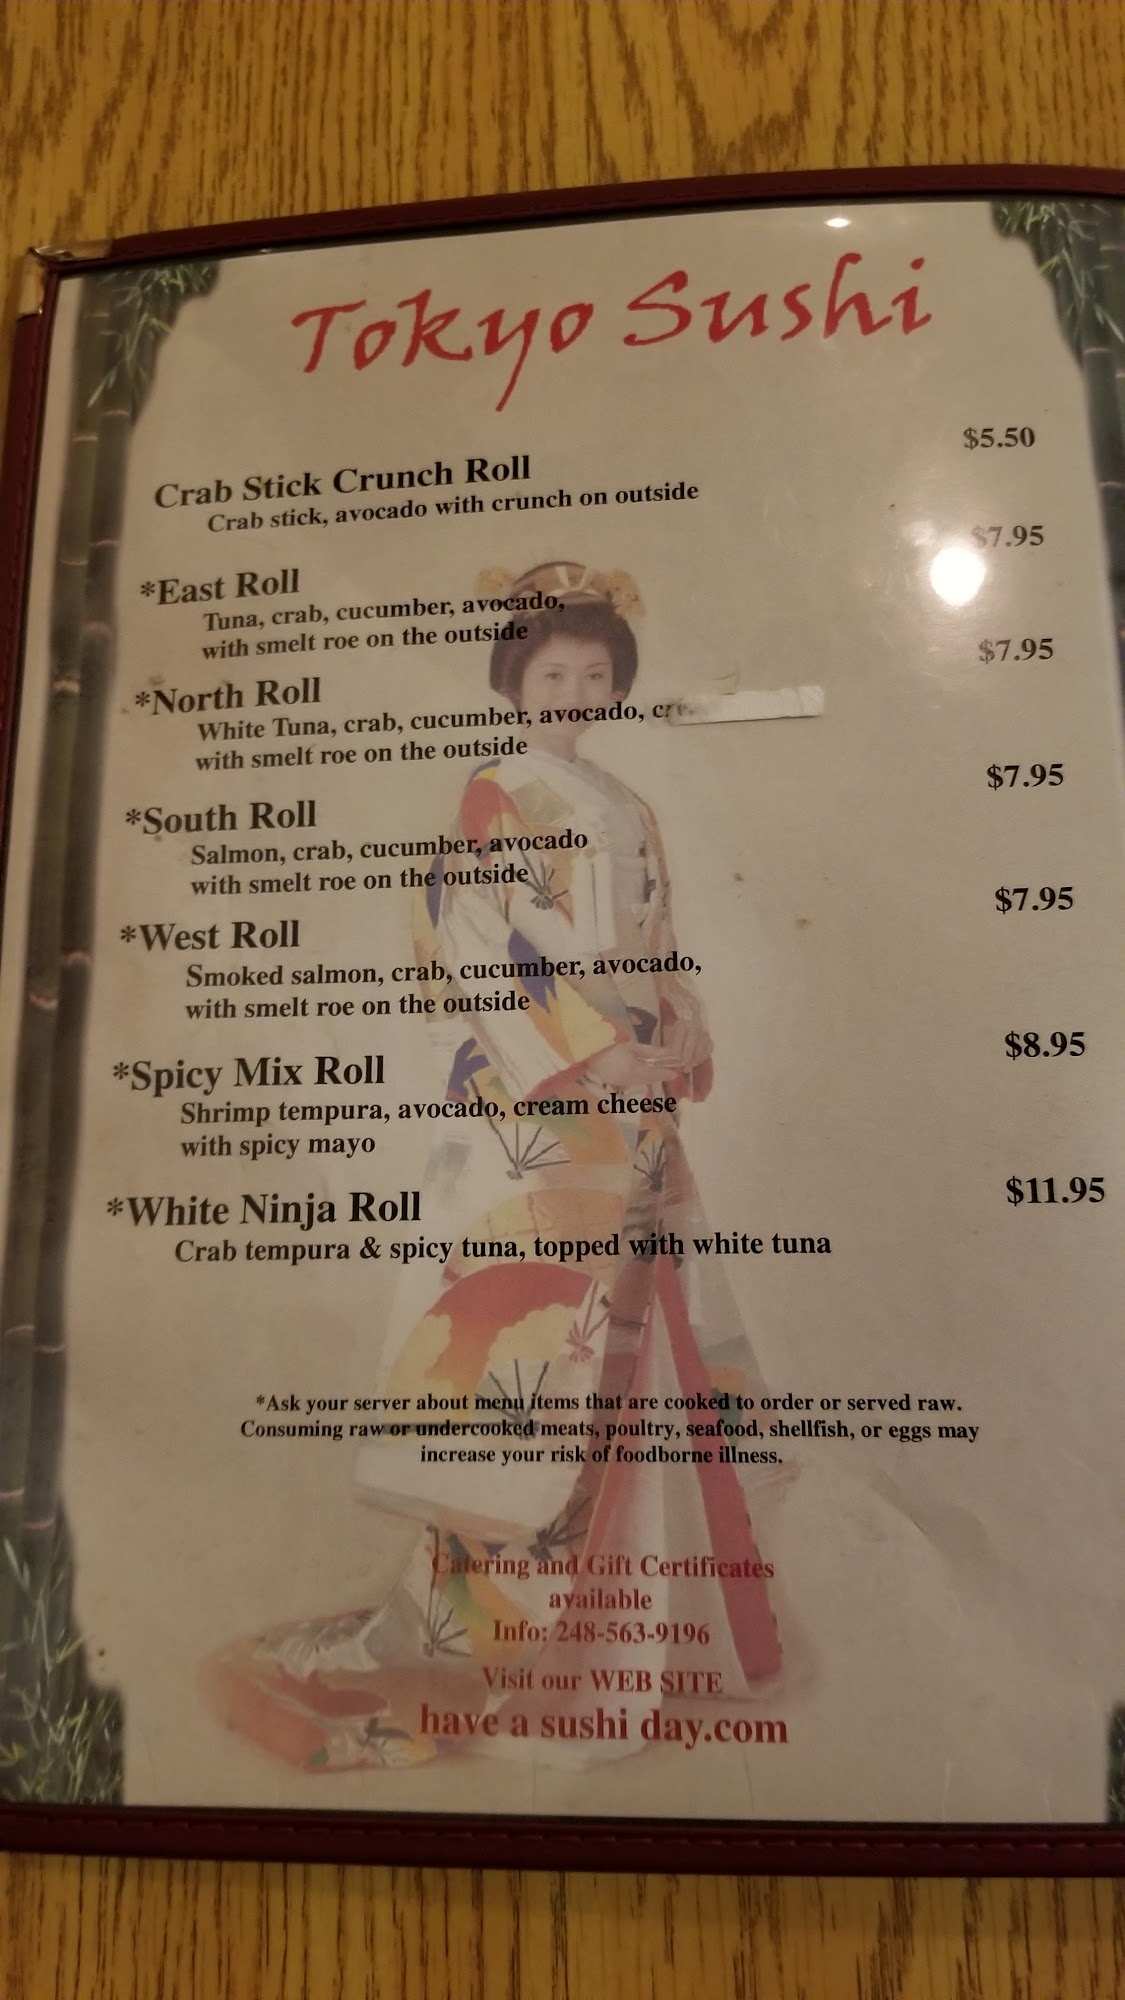 Tokyo Sushi
Crab Stick Crunch Roll $5.50
Crab stick, avocado with crunch on outside
*East Roll $7.95
Tuna, crab, cucumber, avocado,
with smelt roe on the outside
*North Roll $7.95
White Tuna, crab, cucumber, avocado,
with smelt roe on the outside
*South Roll $7.95
Salmon, crab, cucumber, avocado
with smelt roe on the outside
*West Roll $7.95
Smoked salmon, crab, cucumber, avocado,
with smelt roe on the outside
*Spicy Mix Roll $8.95
Shrimp tempura, avocado, cream cheese
with spicy mayo
*White Ninja Roll $11.95
Crab tempura & spicy tuna, topped with white tuna
*Ask your server about menu items that are cooked to order or served raw.
Consuming raw or undercooked meats, poultry, seafood, shellfish, or eggs may
increase your risk of foodborne illness.
Catering and Gift Certificates
available
Info: 248-563-9196
Visit our WEB SITE
have a sushi day.com